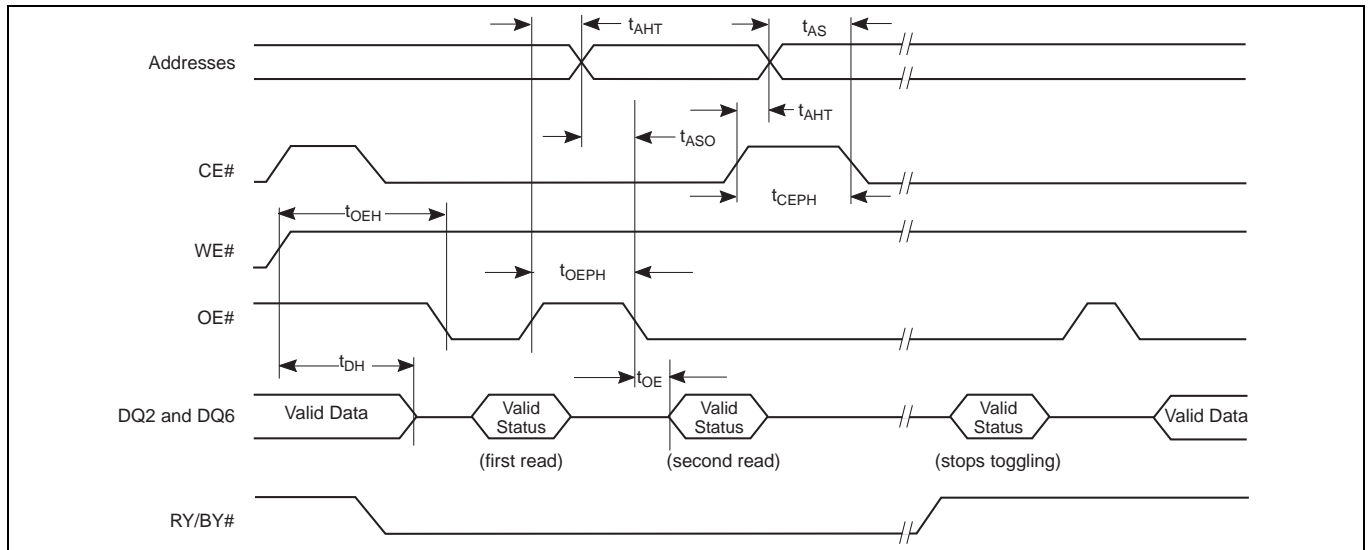 tAHT
tAS
Addresses
tAHT
tASO
CE#
tCEPH
tOEH
WE#
tOEPH
OE#
tDH
tOE
DQ2 and DQ6
Valid Data
Valid
Status
Valid
Status
Valid
Status
Valid Data
(first read)
(second read)
(stops toggling)
RY/BY#